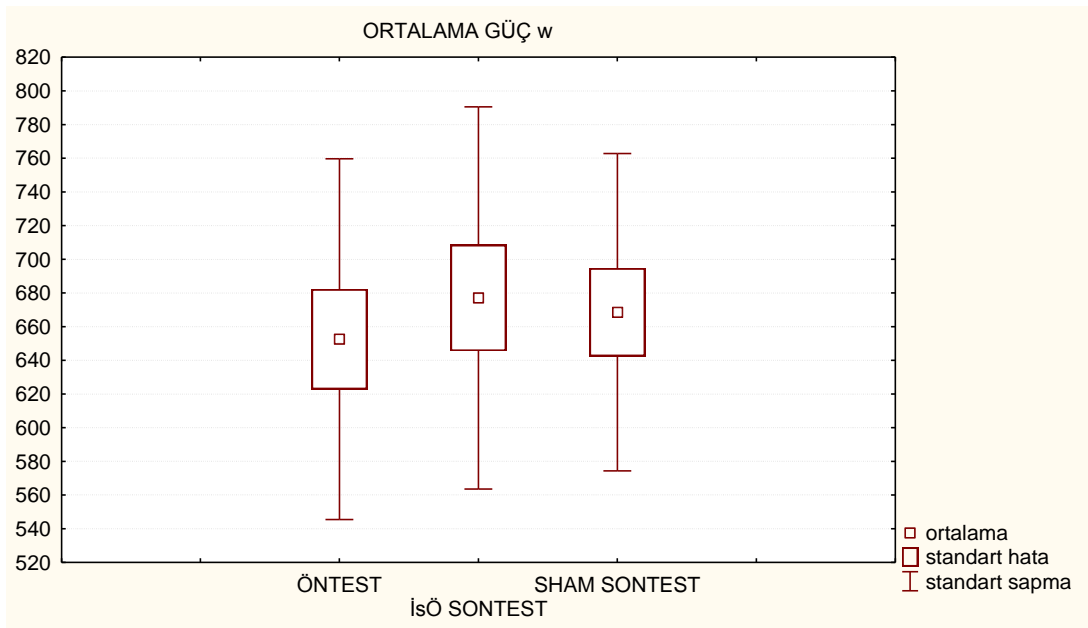 ORTALAMA GÜÇ w
820
800
780
760
740
720
700
680
660
640
620
600
580
560
540
520
ÖNTEST
SHAM SONTEST
İsÖ SONTEST
ortalama
standart hata
standart sapma